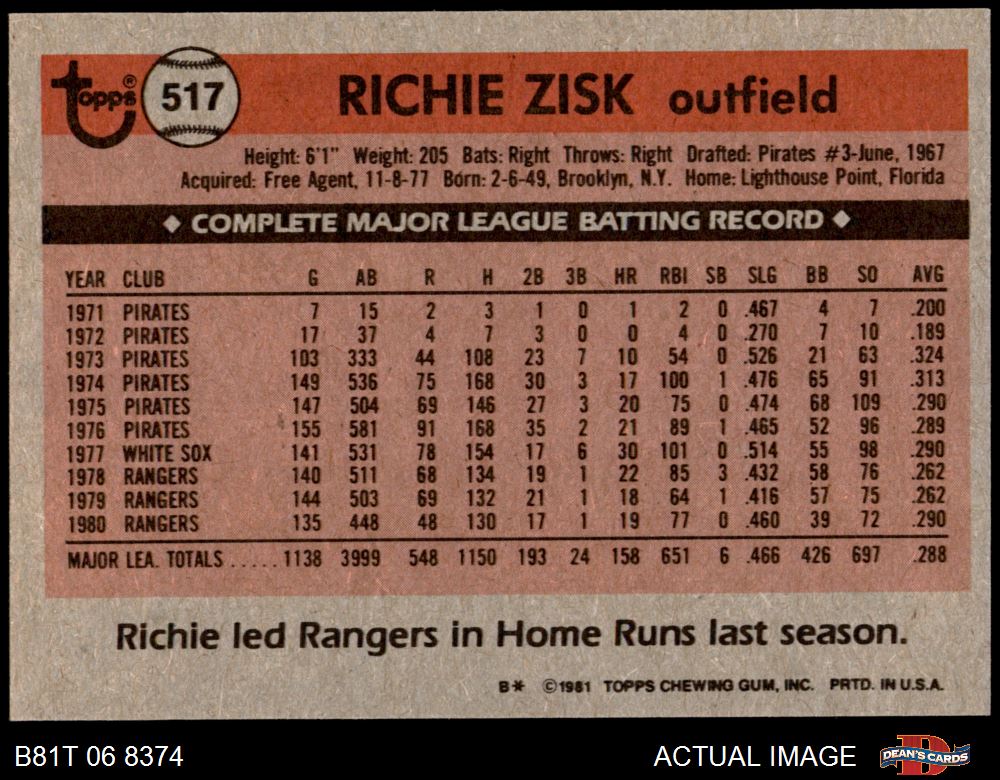 Topps® 517 RICHIE ZISK outfield
Height: 6'1" Weight: 205 Bats: Right Throws: Right Drafted: Pirates #3-June, 1967
Acquired: Free Agent, 11-8-77 Born: 2-6-49, Brooklyn, N.Y. Home: Lighthouse Point, Florida
◆ COMPLETE MAJOR LEAGUE BATTING RECORD ◆
YEAR CLUB G AB R H 2B 3B HR RBI SB SLG BB SO AVG
1971 PIRATES 7 15 2 3 1 0 1 2 0 .467 4 7 .200
1972 PIRATES 17 37 4 7 3 0 0 4 0 .270 7 10 .189
1973 PIRATES 103 333 44 108 23 7 10 54 0 .526 21 63 .324
1974 PIRATES 149 536 75 168 30 3 17 100 1 .476 65 91 .313
1975 PIRATES 147 504 69 146 27 3 20 75 0 .474 68 109 .290
1976 PIRATES 155 581 91 168 35 2 21 89 1 .465 52 96 .289
1977 WHITE SOX 141 531 78 154 17 6 30 101 0 .514 55 98 .290
1978 RANGERS 140 511 68 134 19 1 22 85 3 .432 58 76 .262
1979 RANGERS 144 503 69 132 21 1 18 64 1 .416 57 75 .262
1980 RANGERS 135 448 48 130 17 1 19 77 0 .460 39 72 .290
MAJOR LEA. TOTALS ..... 1138 3999 548 1150 193 24 158 651 6 .466 426 697 .288
Richie led Rangers in Home Runs last season.
B* ©1981 TOPPS CHEWING GUM, INC. PRTD. IN U.S.A.
B81T 06 8374 ACTUAL IMAGE DEAN'S CARDS